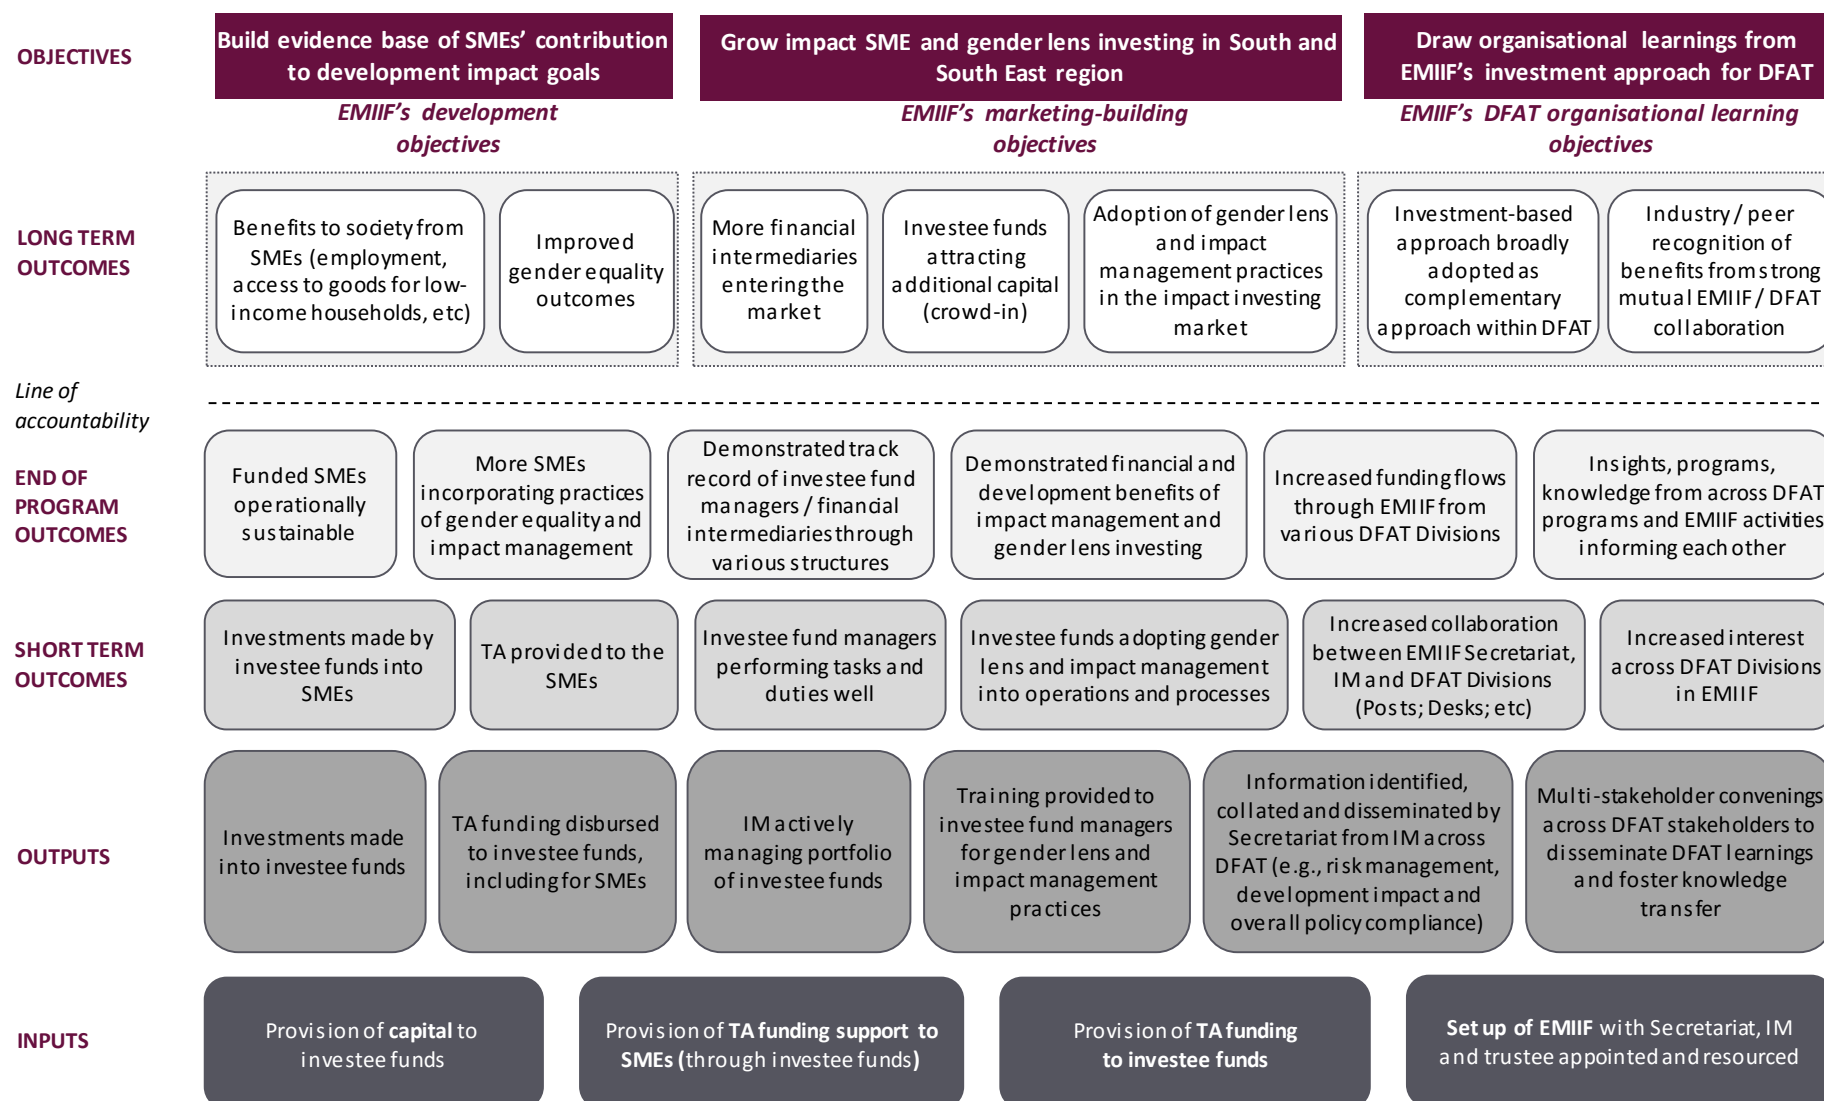 OBJECTIVES
Build evidence base of SMEs' contribution
to development impact goals
Grow impact SME and gender lens investing in South and
South East region
Draw organisational learnings from
EMIIF's investment approach for DFAT
EMIIF's development
objectives
EMIIF's marketing-building
objectives
EMIIF's DFAT organisational learning
objectives
LONG TERM
OUTCOMES
Benefits to society from
SMEs (employment,
access to goods for low-
income households, etc)
Improved
gender equality
outcomes
More financial
intermediaries
entering the
market
Investee funds
attracting
additional capital
(crowd-in)
Adoption of gender lens
and impact
management practices
in the impact investing
market
Investment-based
approach broadly
adopted as
complementary
approach within DFAT
Industry / peer
recognition of
benefits from strong
mutual EMIIF / DFAT
collaboration
Line of
accountability
END OF
PROGRAM
OUTCOMES
Funded SMEs
operationally
sustainable
More SMEs
incorporating practices
of gender equality and
impact management
Demonstrated track
record of investee fund
managers / financial
intermediaries through
various structures
Demonstrated financial and
development benefits of
impact management and
gender lens investing
Increased funding flows
through EMIIF from
various DFAT Divisions
Insights, programs,
knowledge from across DFAT
programs and EMIIF activities
informing each other
SHORT TERM
OUTCOMES
Investments made by
investee funds into
SMEs
TA provided to the
SMEs
Investee fund managers
performing tasks and
duties well
Investee funds adopting gender
lens and impact management
into operations and processes
Increased collaboration
between EMIIF Secretariat,
IM and DFAT Divisions
(Posts; Desks; etc)
Increased interest
across DFAT Divisions
in EMIIF
OUTPUTS
Investments made
into investee funds
TA funding disbursed
to investee funds,
including for SMEs
IM actively
managing portfolio
of investee funds
Training provided to
investee fund managers
for gender lens and
impact management
practices
Information identified,
collated and disseminated by
Secretariat from IM across
DFAT (e.g., risk management,
development impact and
overall policy compliance)
Multi-stakeholder convenings
across DFAT stakeholders to
disseminate DFAT learnings
and foster knowledge
transfer
INPUTS
Provision of capital to
investee funds
Provision of TA funding support to
SMEs (through investee funds)
Provision of TA funding
to investee funds
Set up of EMIIF with Secretariat, IM
and trustee appointed and resourced